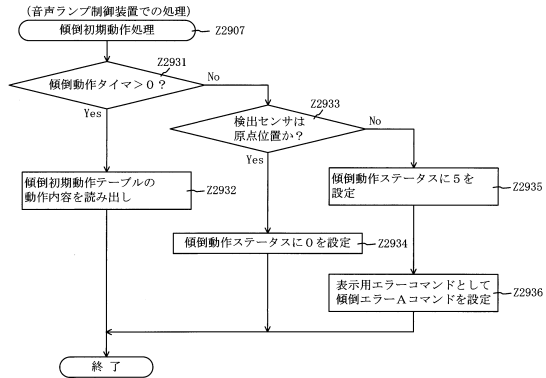 (音声ランプ制御装置での処理)
傾倒初期動作処理
Z2907
Z2931
傾倒動作タイマ>0?
No
Yes
Z2933
検出センサは
原点位置か?
No
Yes
傾倒初期動作テーブルの
動作内容を読み出し
Z2932
傾倒動作ステータスに5を
設定
Z2935
傾倒動作ステータスに0を設定
Z2934
表示用エラーコマンドとして
傾倒エラーAコマンドを設定
Z2936
終了